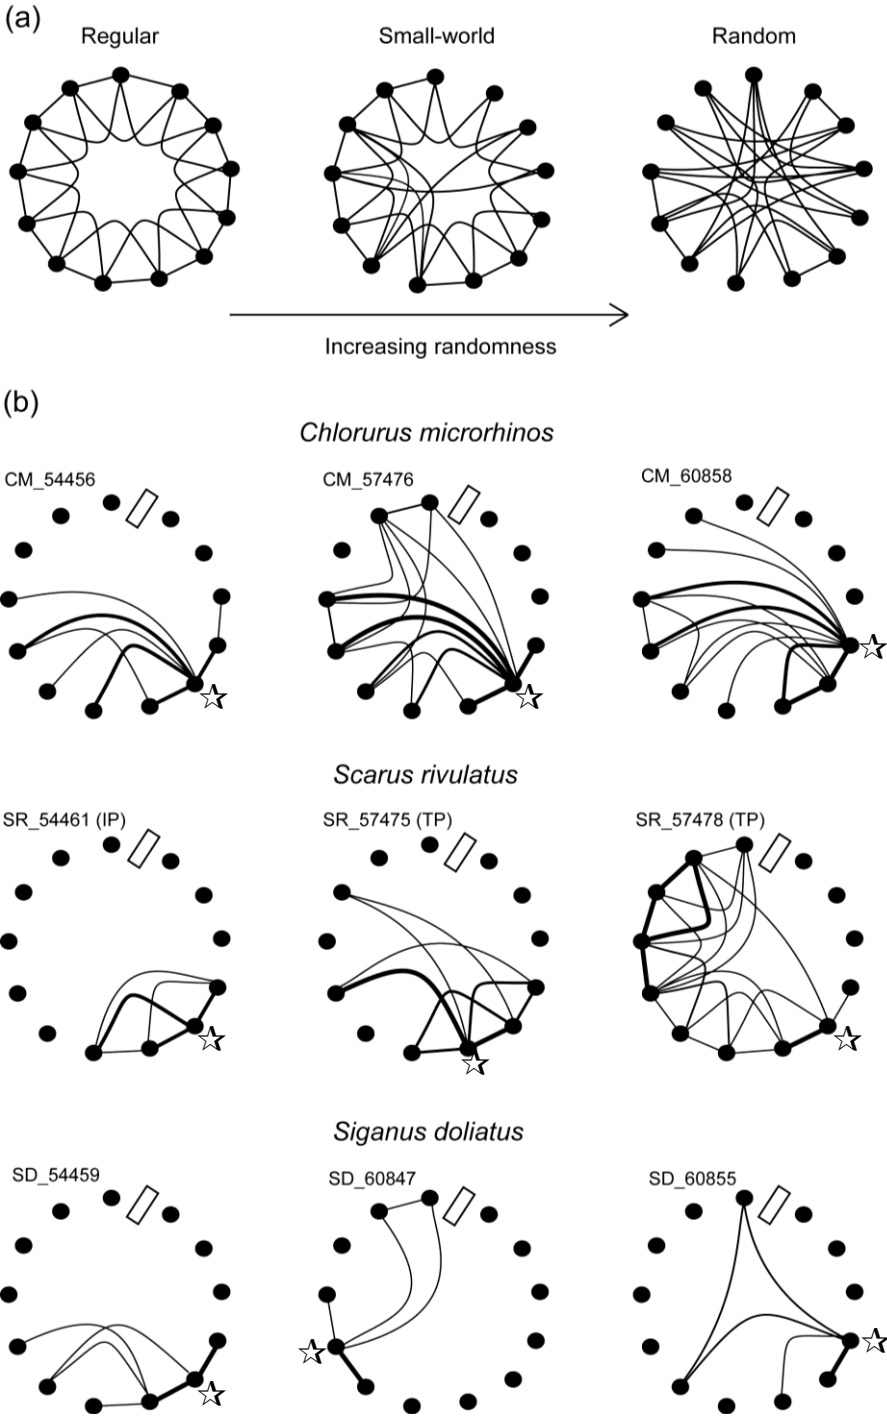 (a)
Regular
Small-world
Random
Increasing randomness
(b)
Chlorurus microrhinos
CM_54456
CM_57476
CM_60858
Scarus rivulatus
SR_54461 (IP)
SR_57475 (TP)
SR_57478 (TP)
Siganus doliatus
SD_54459
SD_60847
SD_60855